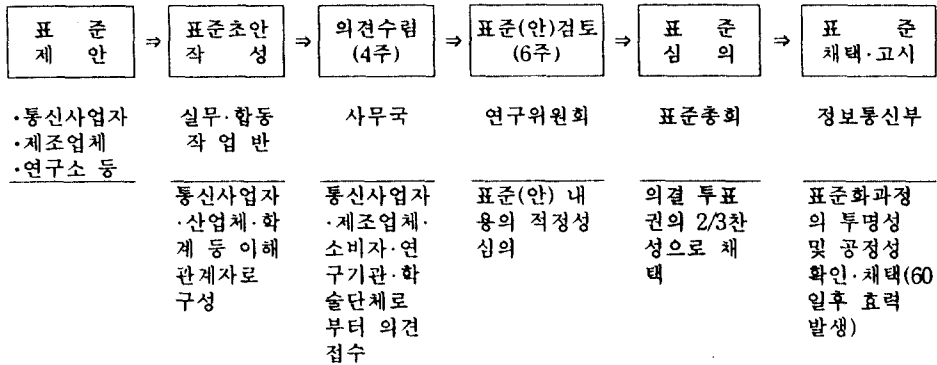 표 준
제 안
⇒
표준초안
작 성
⇒
의견수렴
(4주)
⇒
표준(안)검토
(6주)
⇒
표 준
심 의
⇒
표 준
채택·고시
·통신사업자
·제조업체
·연구소 등
실무·합동
작 업 반
사무국
연구위원회
표준총회
정보통신부
통신사업자
·산업체·학
계 등 이해
관계자로
구성
통신사업자
·제조업체·
소비자·연
구기관·학
술단체로
부터 의견
접수
표준(안) 내
용의 적정성
심의
의결 투표
권의 2/3찬
성으로 채
택
표준화과정
의 투명성
및 공정성
확인·채택(60
일후 효력
발생)